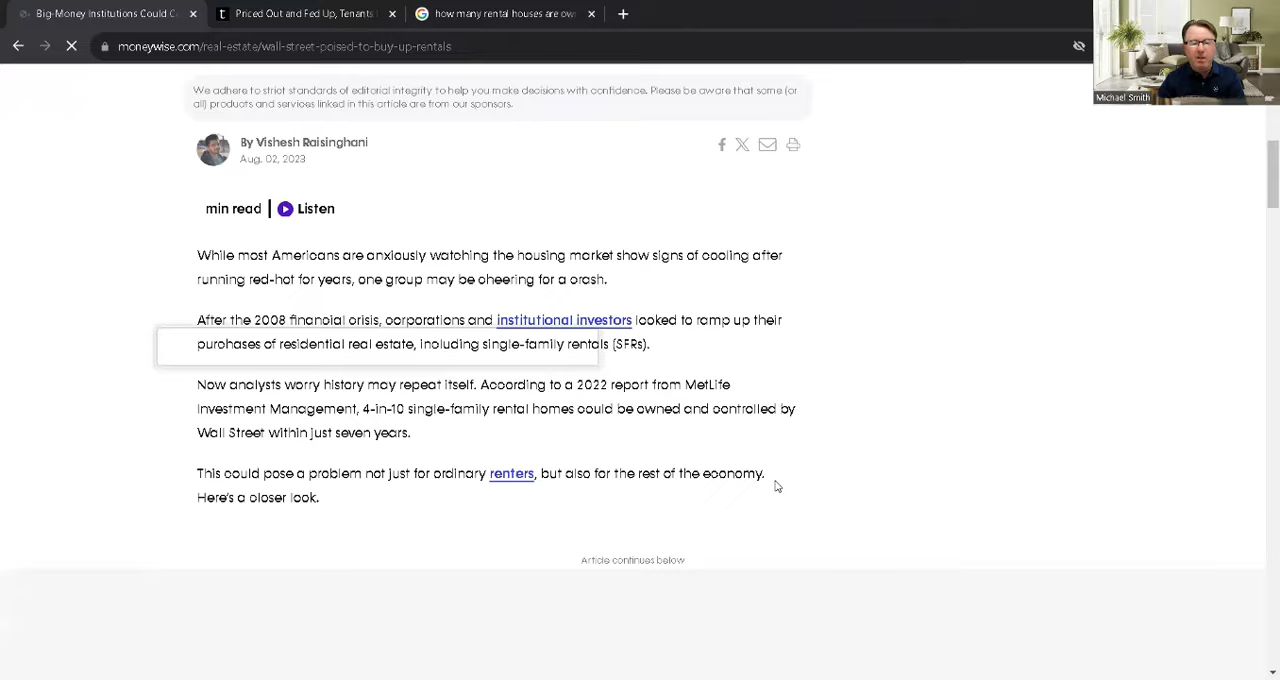 Big-Money Institutions Could C
Priced Out and Fed Up, Tenants
how many rental houses are ow
moneywise.com/real-estate/wall-street-poised-to-buy-up-rentals
Michael Smith
We adhere to strict standards of editorial integrity to help you make decisions with confidence. Please be aware that some (or
all) products and services linked in this article are from our sponsors.
By Vishesh Raisinghani
Aug. 02, 2023
min read | Listen
While most Americans are anxiously watching the housing market show signs of cooling after
running red-hot for years, one group may be cheering for a crash.
After the 2008 financial crisis, corporations and institutional investors looked to ramp up their
purchases of residential real estate, including single-family rentals (SFRs).
Now analysts worry history may repeat itself. According to a 2022 report from MetLife
Investment Management, 4-in-10 single-family rental homes could be owned and controlled by
Wall Street within just seven years.
This could pose a problem not just for ordinary renters, but also for the rest of the economy.
Here's a closer look.
Article continues below